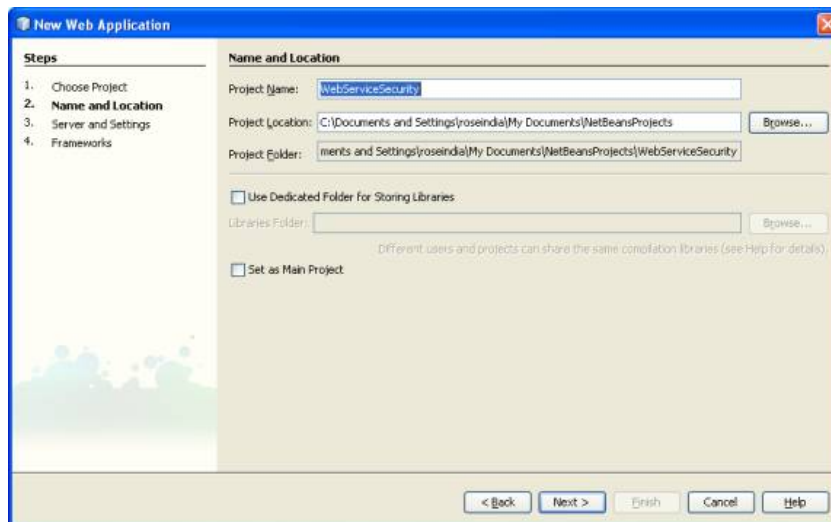 New Web Application
Steps
1. Choose Project
2. Name and Location
3. Server and Settings
4. Frameworks
Name and Location
Project Name: WebServiceSecurity
Project Location: C:\Documents and Settings\roseindia\My Documents\NetBeansProjects Browse...
Project Folder: ments and Settings\roseindia\My Documents\NetBeansProjects\WebServiceSecurity
Use Dedicated Folder for Storing Libraries
Libraries Folder: Browse...
Different users and projects can share the same compilation libraries (see Help for details).
Set as Main Project
< Back Next > Finish Cancel Help